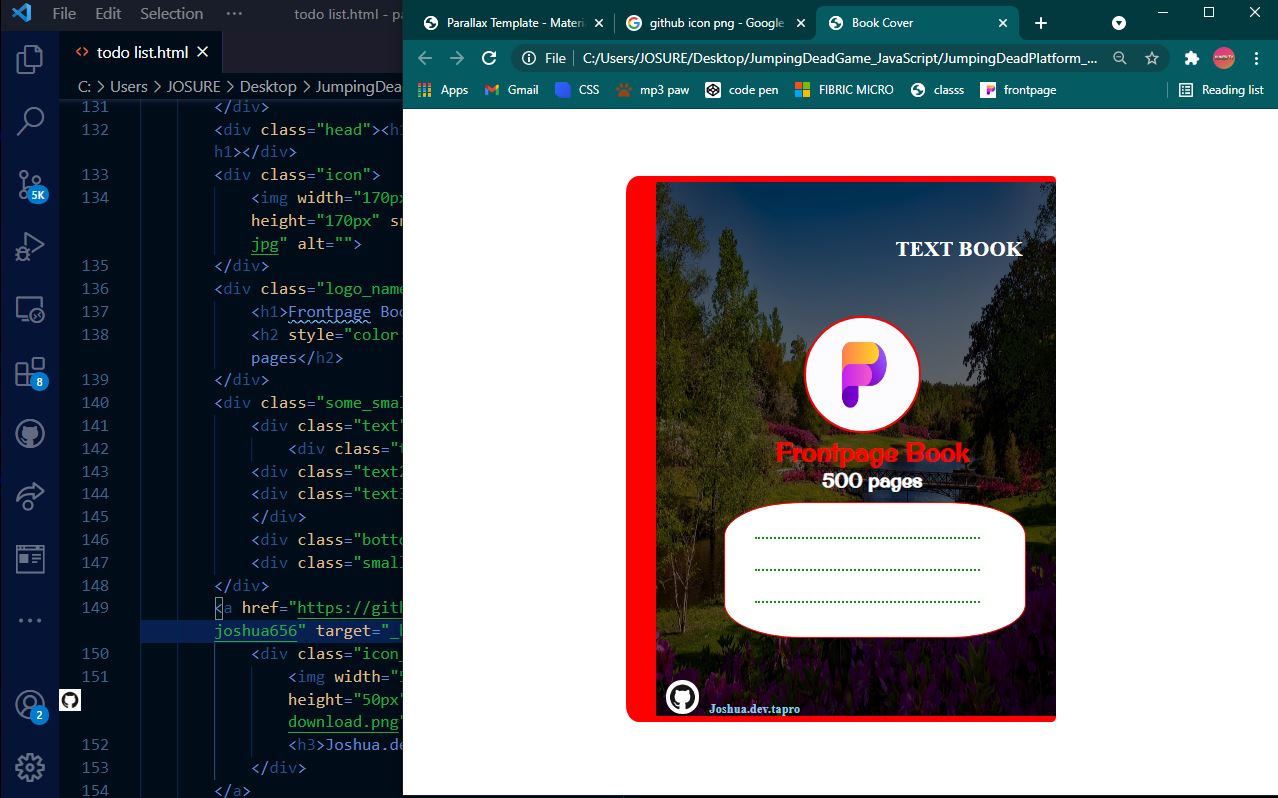 File Edit Selection ··· todo list.html - pa
todo list.html
C: > Users > JOSURE > Desktop > JumpingDea
131 </div>
132 <div class="head"><h
h1></div>
133 <div class="icon">
134 <img width="170px
height="170px" s
jpg" alt="">
135 </div>
136 <div class="logo_name
137 <h1>Frontpage Boo
138 <h2 style="color
pages</h2>
139 </div>
140 <div class="some_smal
141 <div class="text"
142 <div class="t
143 <div class="text2
144 <div class="text3
145 </div>
146 <div class="botto
147 <div class="small
148 </div>
149 <a href="https://gith
joshua656" target="_b
150 <div class="icon_
151 <img width="5
height="50px"
download.png"
152 <h3>Joshua.de
153 </div>
154 </a>
5K
8
2
Parallax Template - Materi
github icon png - Google
Book Cover
File C:/Users/JOSURE/Desktop/JumpingDeadGame_JavaScript/JumpingDeadPlatform_...
Apps Gmail CSS mp3 paw code pen FIBRIC MICRO classs frontpage Reading list
TEXT BOOK
Frontpage Book
500 pages
Joshua.dev.tapro